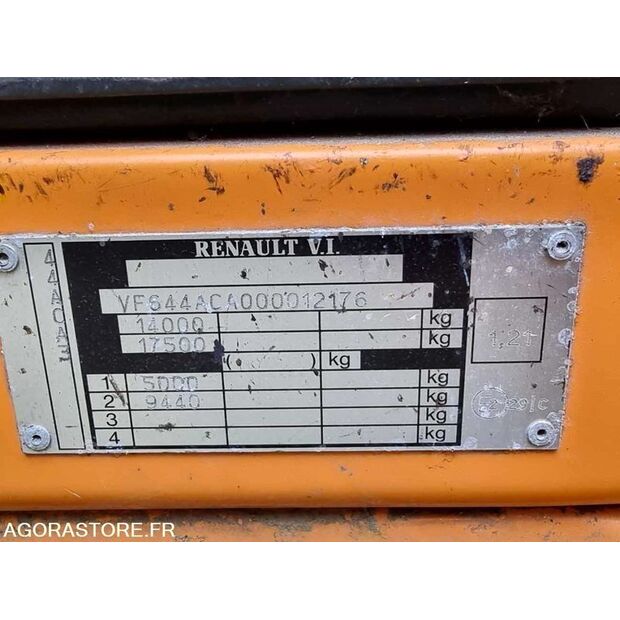 RENAULT V.I.
VF644ACA000012176
14000 kg
17500 kg
( ) kg
1 5000 kg
2 9440 kg
3 kg
4 kg
1,2t
AGORASTORE.FR